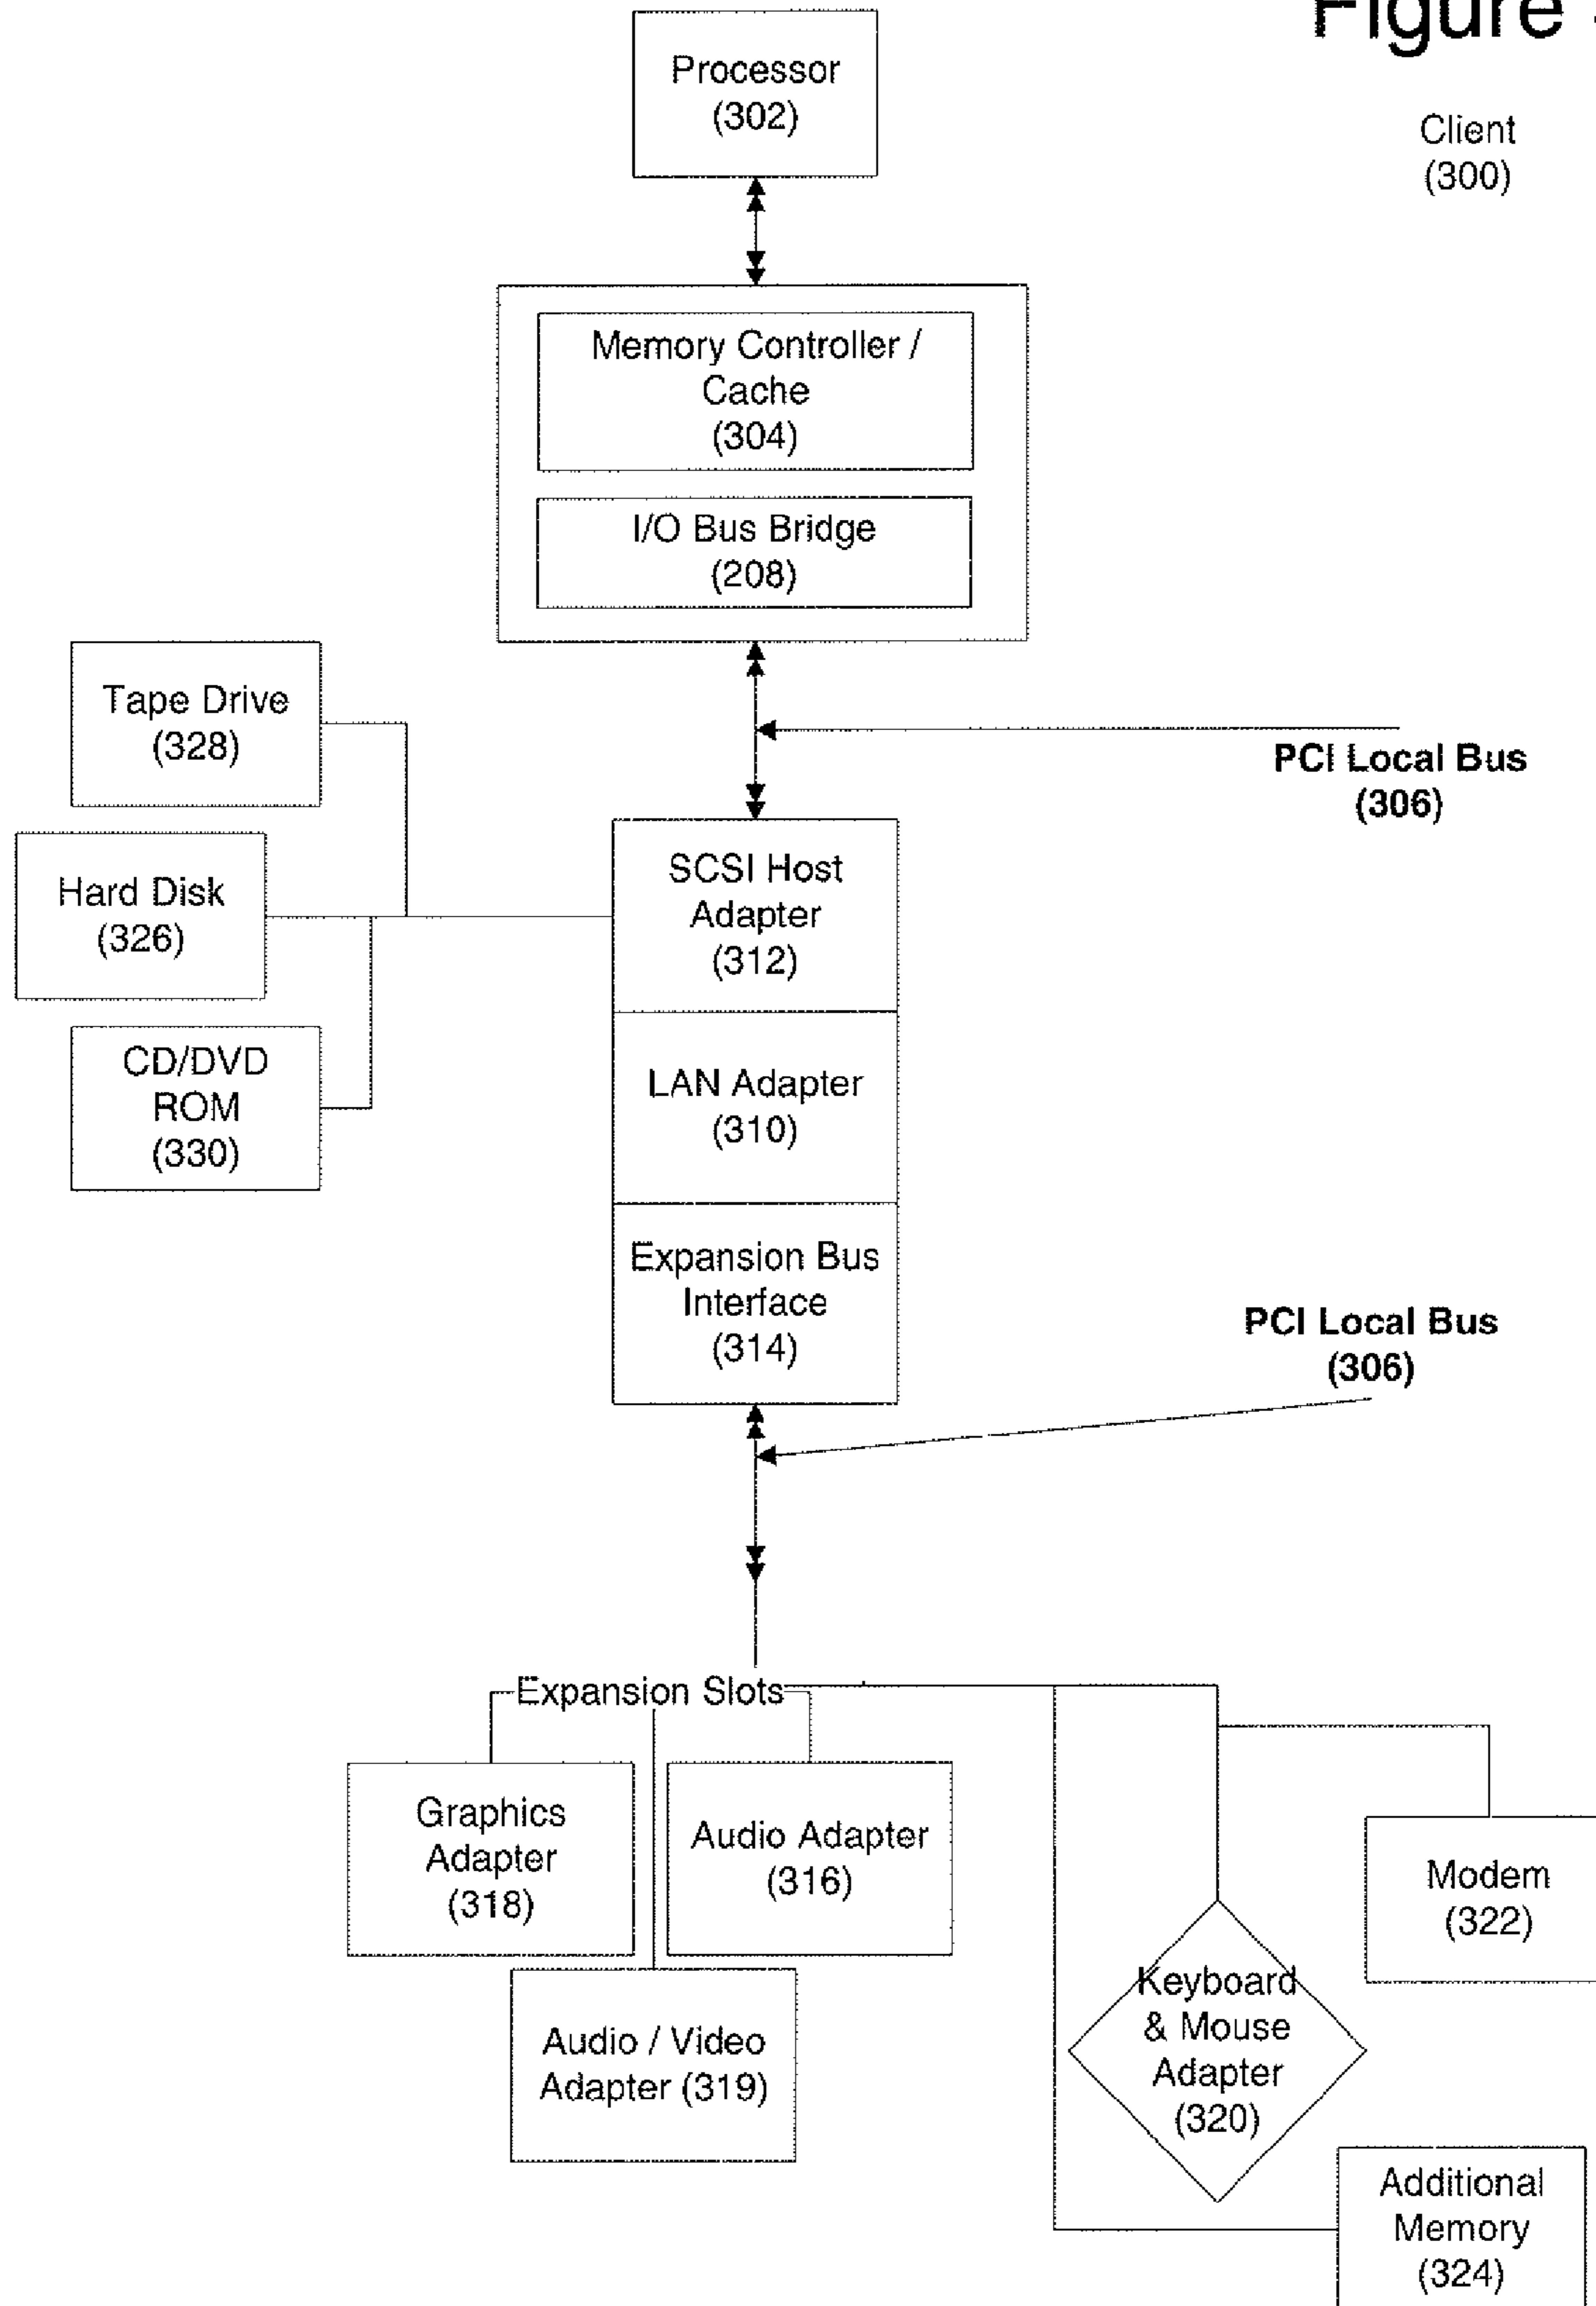 Figure
Client
(300)
Processor
(302)
Memory Controller /
Cache
(304)
I/O Bus Bridge
(208)
Tape Drive
(328)
PCI Local Bus
(306)
Hard Disk
(326)
SCSI Host
Adapter
(312)
CD/DVD
ROM
(330)
LAN Adapter
(310)
Expansion Bus
Interface
(314)
PCI Local Bus
(306)
Expansion Slots
Graphics
Adapter
(318)
Audio Adapter
(316)
Modem
(322)
Audio / Video
Adapter (319)
Keyboard
& Mouse
Adapter
(320)
Additional
Memory
(324)